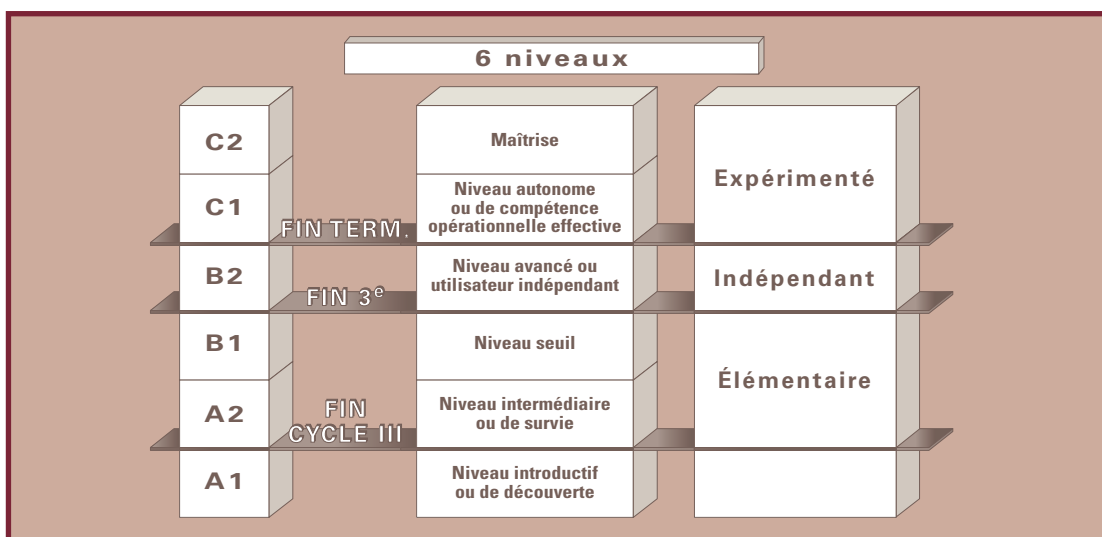 6 niveaux
C2
Maîtrise
Expérimenté
C1
Niveau autonome
ou de compétence
opérationnelle effective
FIN TERM.
B2
Niveau avancé ou
utilisateur indépendant
Indépendant
FIN 3e
B1
Niveau seuil
Élémentaire
A2
Niveau intermédiaire
ou de survie
FIN
CYCLE III
A1
Niveau introductif
ou de découverte